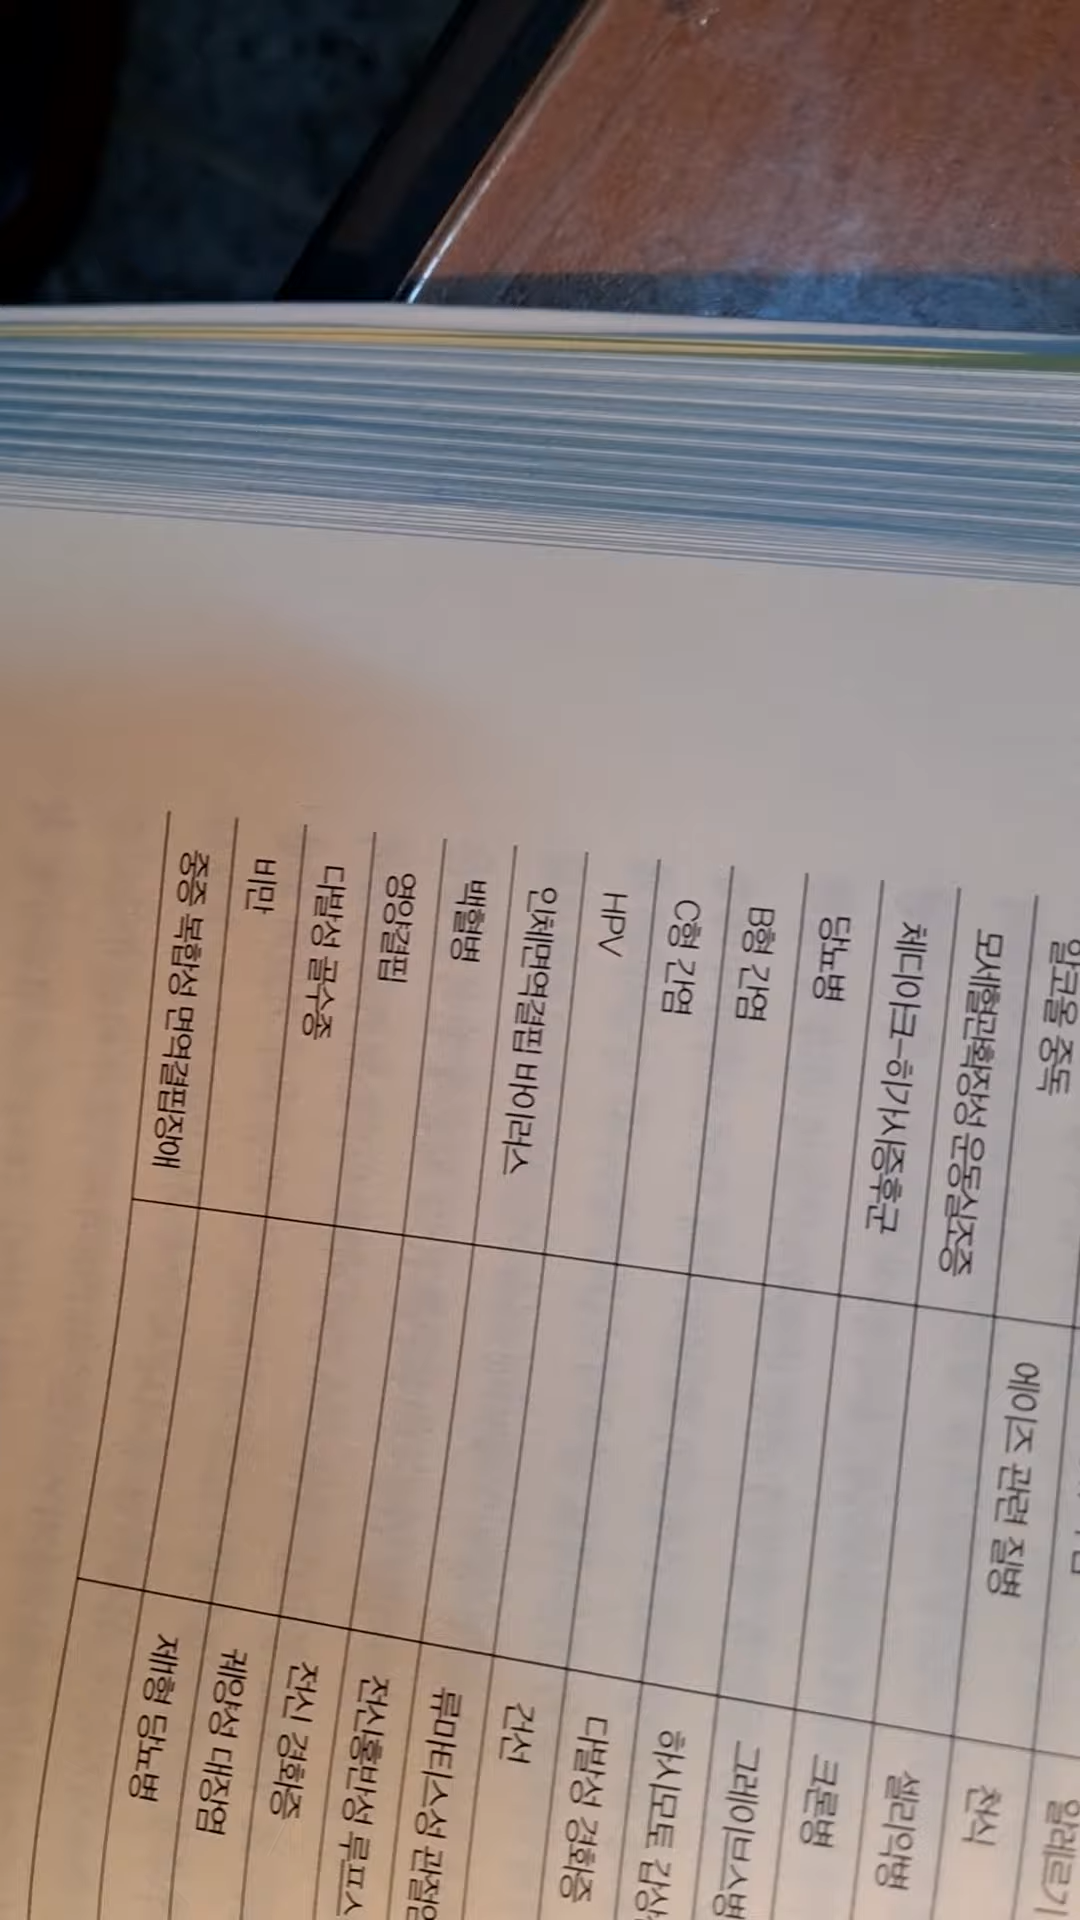 알코올 중독 에이즈 관련 질병 천식
모세혈관확장성 운동실조증 셀리악병
체디아크–히가시증후군 크론병
당뇨병 그레이브스병
B형 간염 하시모토
C형 간염 다발성 경화증
HPV 건선
인체면역결핍 바이러스 류마티스성
백혈병 전신홍반성 루프스
영양결핍 전신 경화증
다발성 골수종 궤양성 대장염
비만 제1형 당뇨병
중증 복합성 면역결핍장애